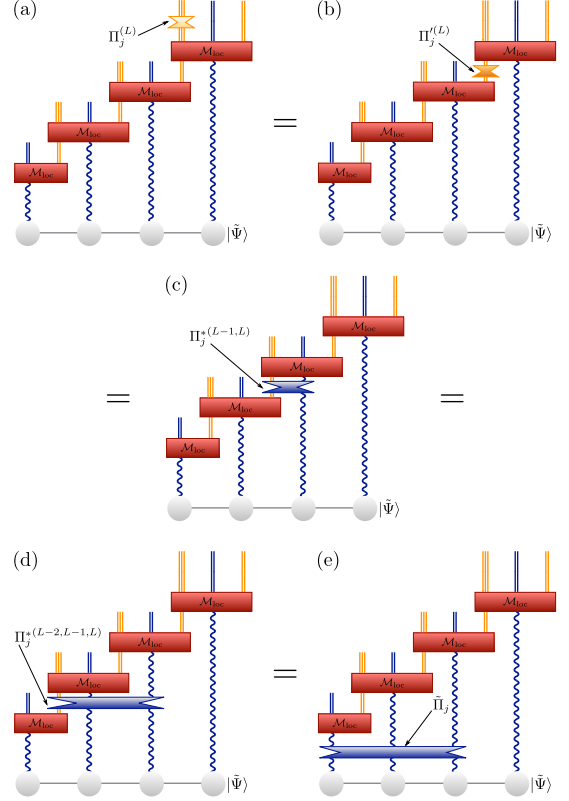 (a)
Π_j^{(L)}
M_loc
M_loc
M_loc
M_loc
|Ψ̃⟩
=
(b)
Π_j^{′(L)}
M_loc
M_loc
M_loc
M_loc
|Ψ̃⟩
(c)
Π_j^{*(L−1,L)}
M_loc
M_loc
M_loc
M_loc
|Ψ̃⟩
=
=
(d)
Π_j^{*(L−2,L−1,L)}
M_loc
M_loc
M_loc
M_loc
|Ψ̃⟩
=
(e)
M_loc
M_loc
M_loc
M_loc
Π̃_j
|Ψ̃⟩